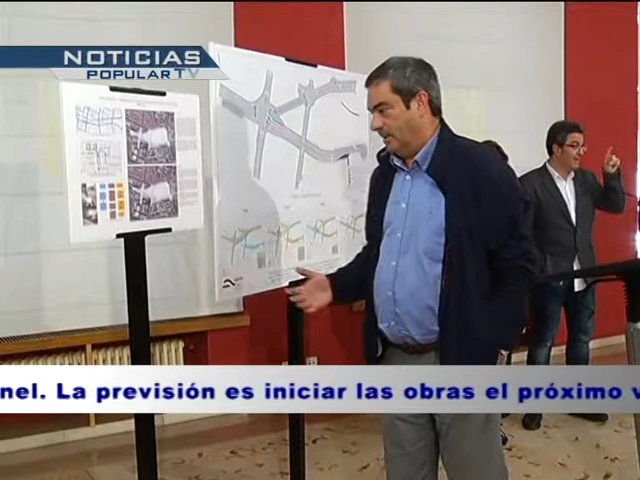 NOTICIAS
POPULAR TV
nel. La previsión es iniciar las obras el próximo v